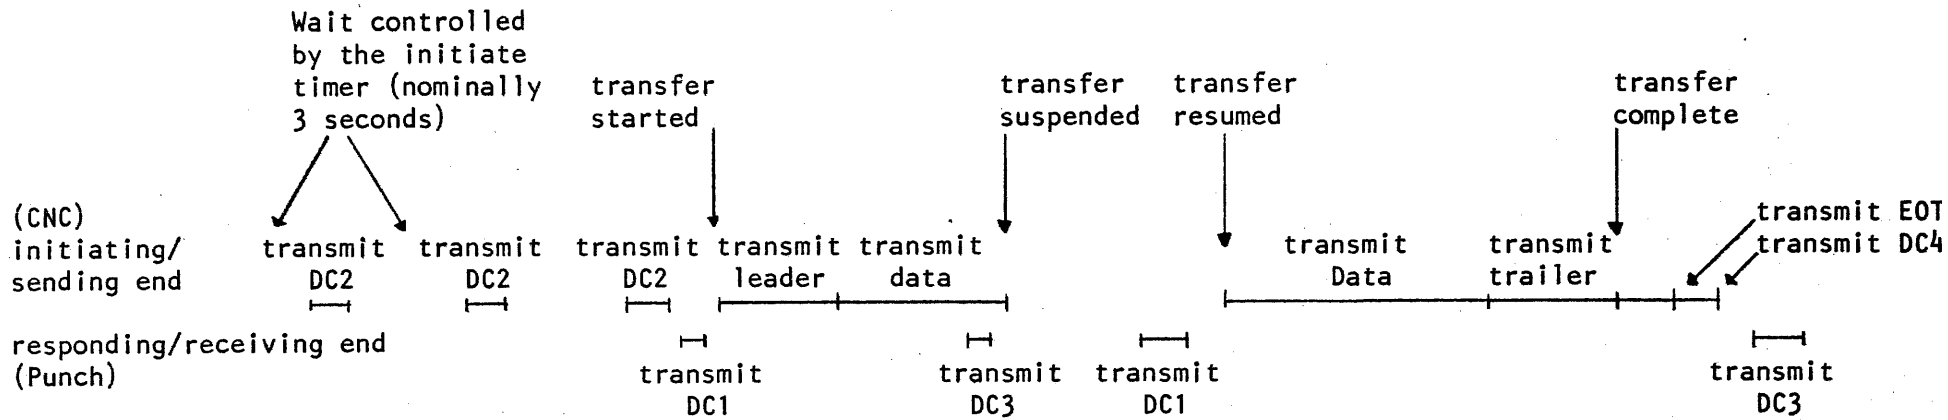 Wait controlled
by the initiate
timer (nominally
3 seconds)
transfer
started
transfer
suspended
transfer
resumed
transfer
complete
(CNC)
initiating/
sending end
transmit
DC2
transmit
DC2
transmit
DC2
transmit
leader
transmit
data
transmit
Data
transmit
trailer
transmit EOT
transmit DC4
responding/receiving end
(Punch)
transmit
DC1
transmit
DC3
transmit
DC1
transmit
DC3